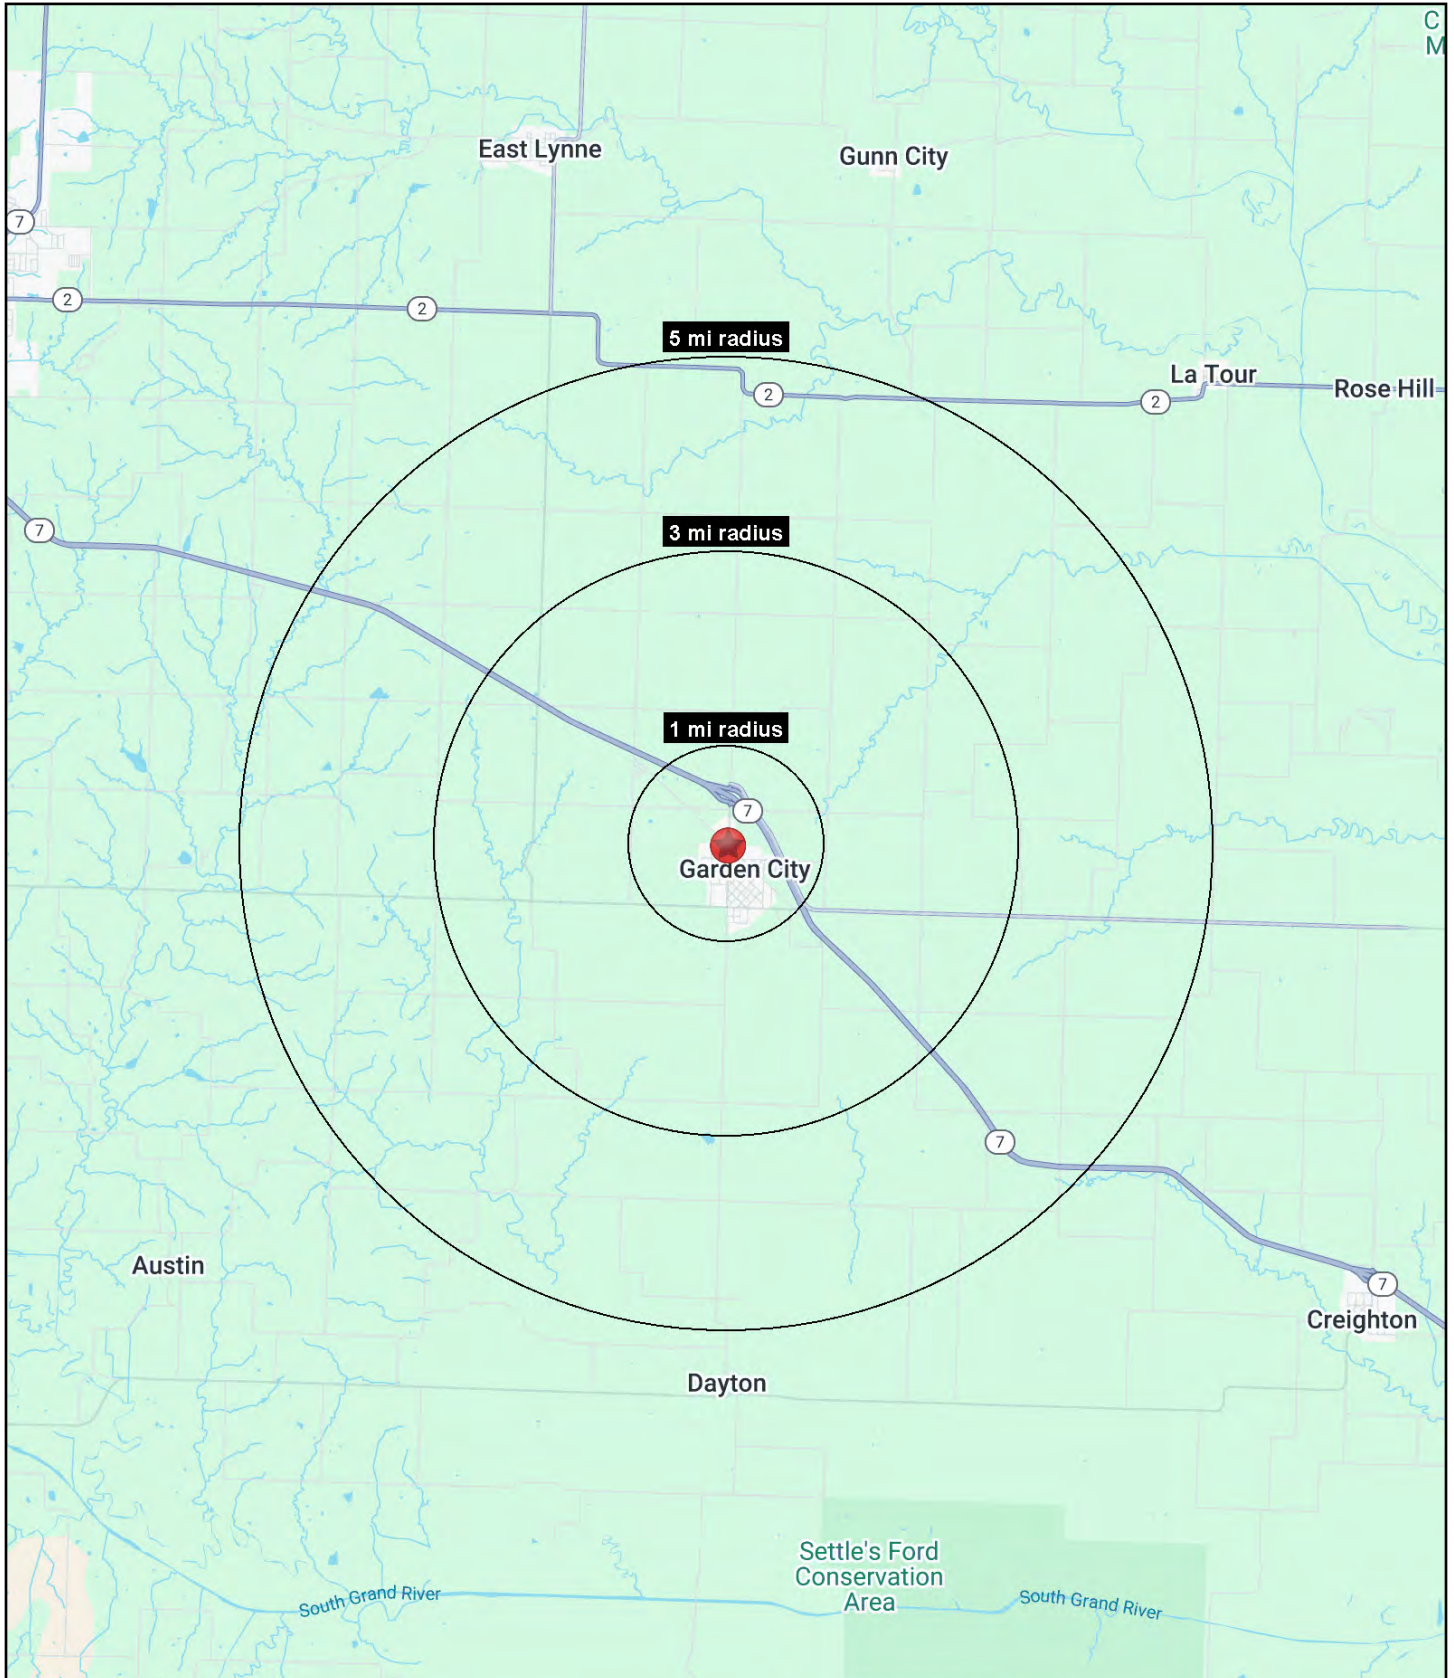 C
M
East Lynne
Gunn City
7
2
2
5 mi radius
La Tour
Rose Hill
2
2
7
3 mi radius
1 mi radius
7
Garden City
7
Austin
7
Creighton
Dayton
Settle's Ford
Conservation
Area
South Grand River
South Grand River